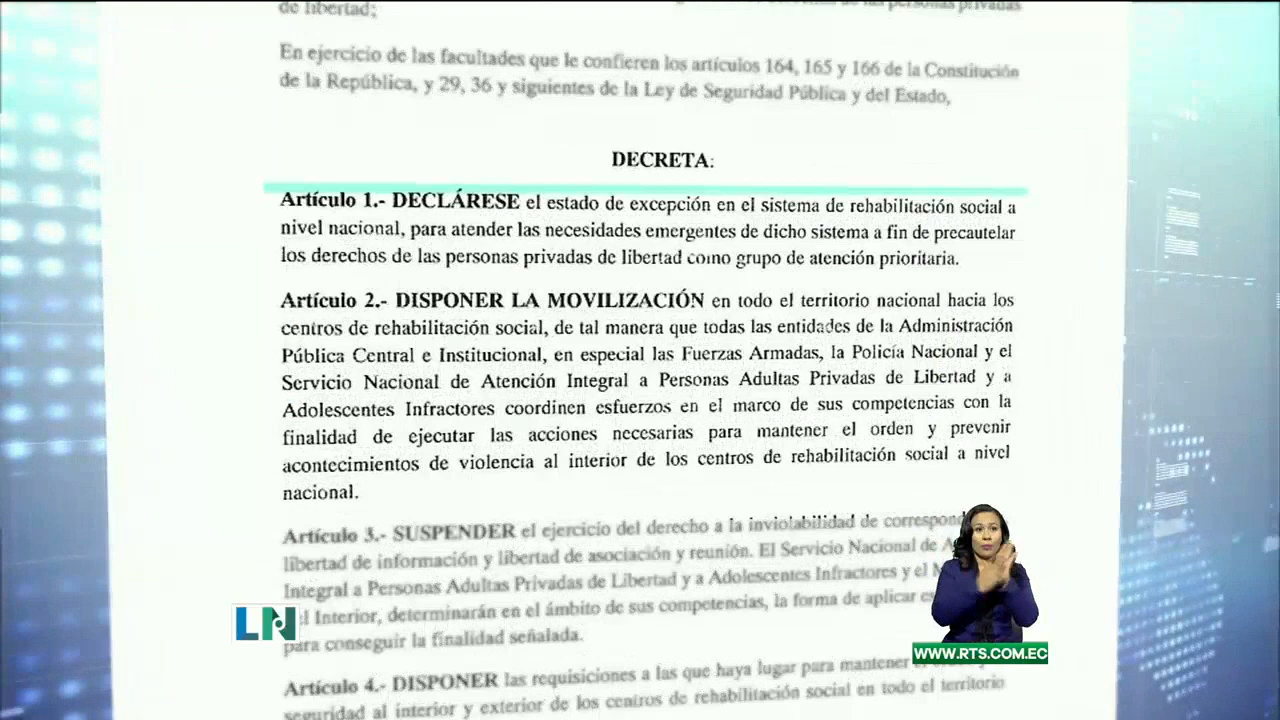 de libertad;
En ejercicio de las facultades que le confieren los artículos 164, 165 y 166 de la Constitución
de la República, y 29, 36 y siguientes de la Ley de Seguridad Pública y del Estado,
DECRETA:
Artículo 1.- DECLÁRESE el estado de excepción en el sistema de rehabilitación social a
nivel nacional, para atender las necesidades emergentes de dicho sistema a fin de precautelar
los derechos de las personas privadas de libertad como grupo de atención prioritaria.
Artículo 2.- DISPONER LA MOVILIZACIÓN en todo el territorio nacional hacia los
centros de rehabilitación social, de tal manera que todas las entidades de la Administración
Pública Central e Institucional, en especial las Fuerzas Armadas, la Policía Nacional y el
Servicio Nacional de Atención Integral a Personas Adultas Privadas de Libertad y a
Adolescentes Infractores coordinen esfuerzos en el marco de sus competencias con la
finalidad de ejecutar las acciones necesarias para mantener el orden y prevenir
acontecimientos de violencia al interior de los centros de rehabilitación social a nivel
nacional.
Artículo 3.- SUSPENDER el ejercicio del derecho a la inviolabilidad de
libertad de información y libertad de asociación y reunión. El Servicio Nacional de
Integral a Personas Adultas Privadas de Libertad y a Adolescentes Infractores y el
Interior, determinarán en el ámbito de sus competencias, la forma de aplicar
para conseguir la finalidad señalada.
Artículo 4.- DISPONER las requisiciones a las que haya lugar para mantener
seguridad al interior y exterior de los centros de rehabilitación social en todo el territorio
LN
WWW.RTS.COM.EC